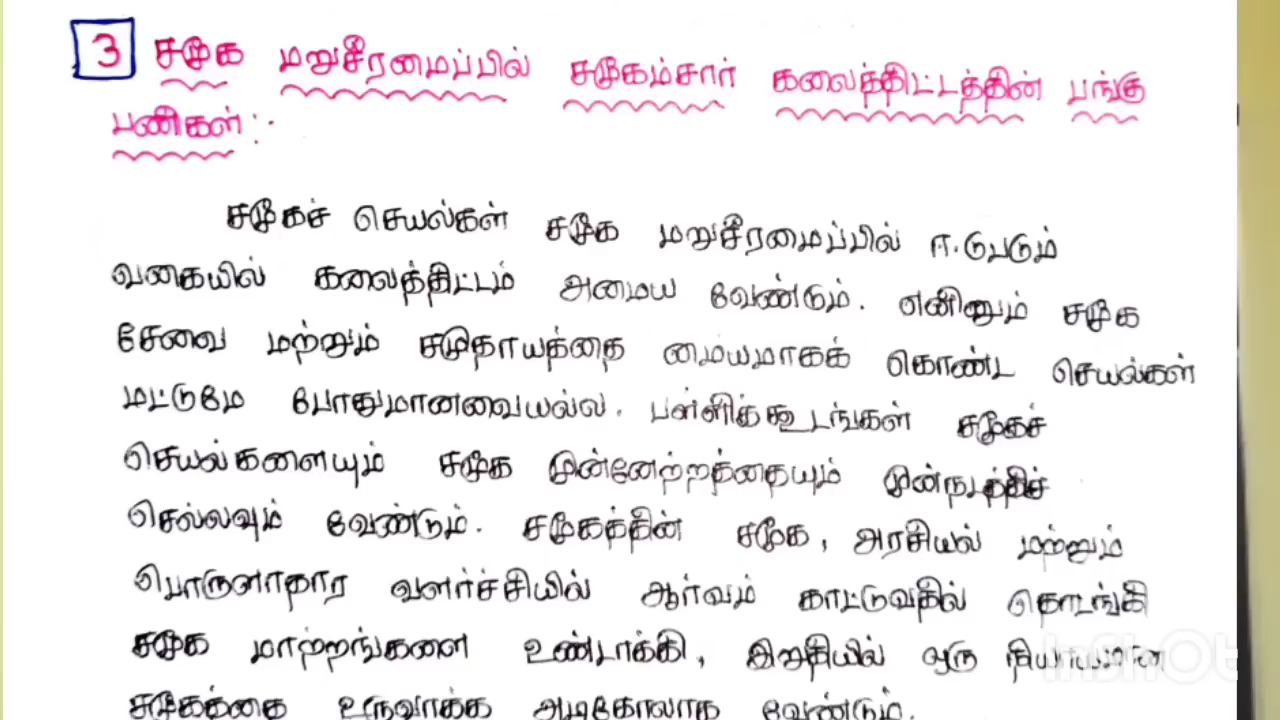 3 சமூக மறுசீரமைப்பில் சமூகம்சார் கலைத்திட்டத்தின் பங்கு
பணிகள் :-
சமூகச் செயல்கள் சமூக மறுசீரமைப்பில் ஈடுபடும்
வகையில் கலைத்திட்டம் அமைய வேண்டும். எனினும் சமூக
சேவை மற்றும் சமுதாயத்தை மையமாகக் கொண்ட செயல்கள்
மட்டுமே போதுமானவையல்ல. பள்ளிக்கூடங்கள் சமூகச்
செயல்களையும் சமூக முன்னேற்றத்தையும் முன்நடத்திச்
செல்லவும் வேண்டும். சமூகத்தின் சமூக, அரசியல் மற்றும்
பொருளாதார வளர்ச்சியில் ஆர்வம் காட்டுவதில் தொடங்கி
சமூக மாற்றங்களை உண்டாக்கி, இறுதியில் ஒரு நியாயமான
சமூகத்தை உருவாக்க அடிகோலாக வேண்டும்.
InShOt